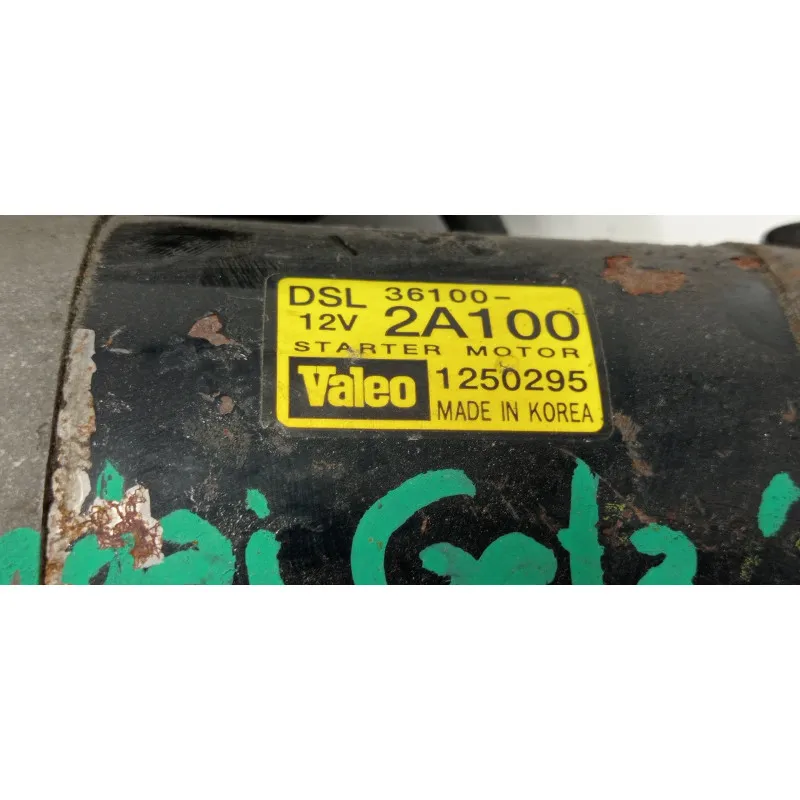 DSL 36100-
12V 2A100
STARTER MOTOR
Valeo 1250295
MADE IN KOREA